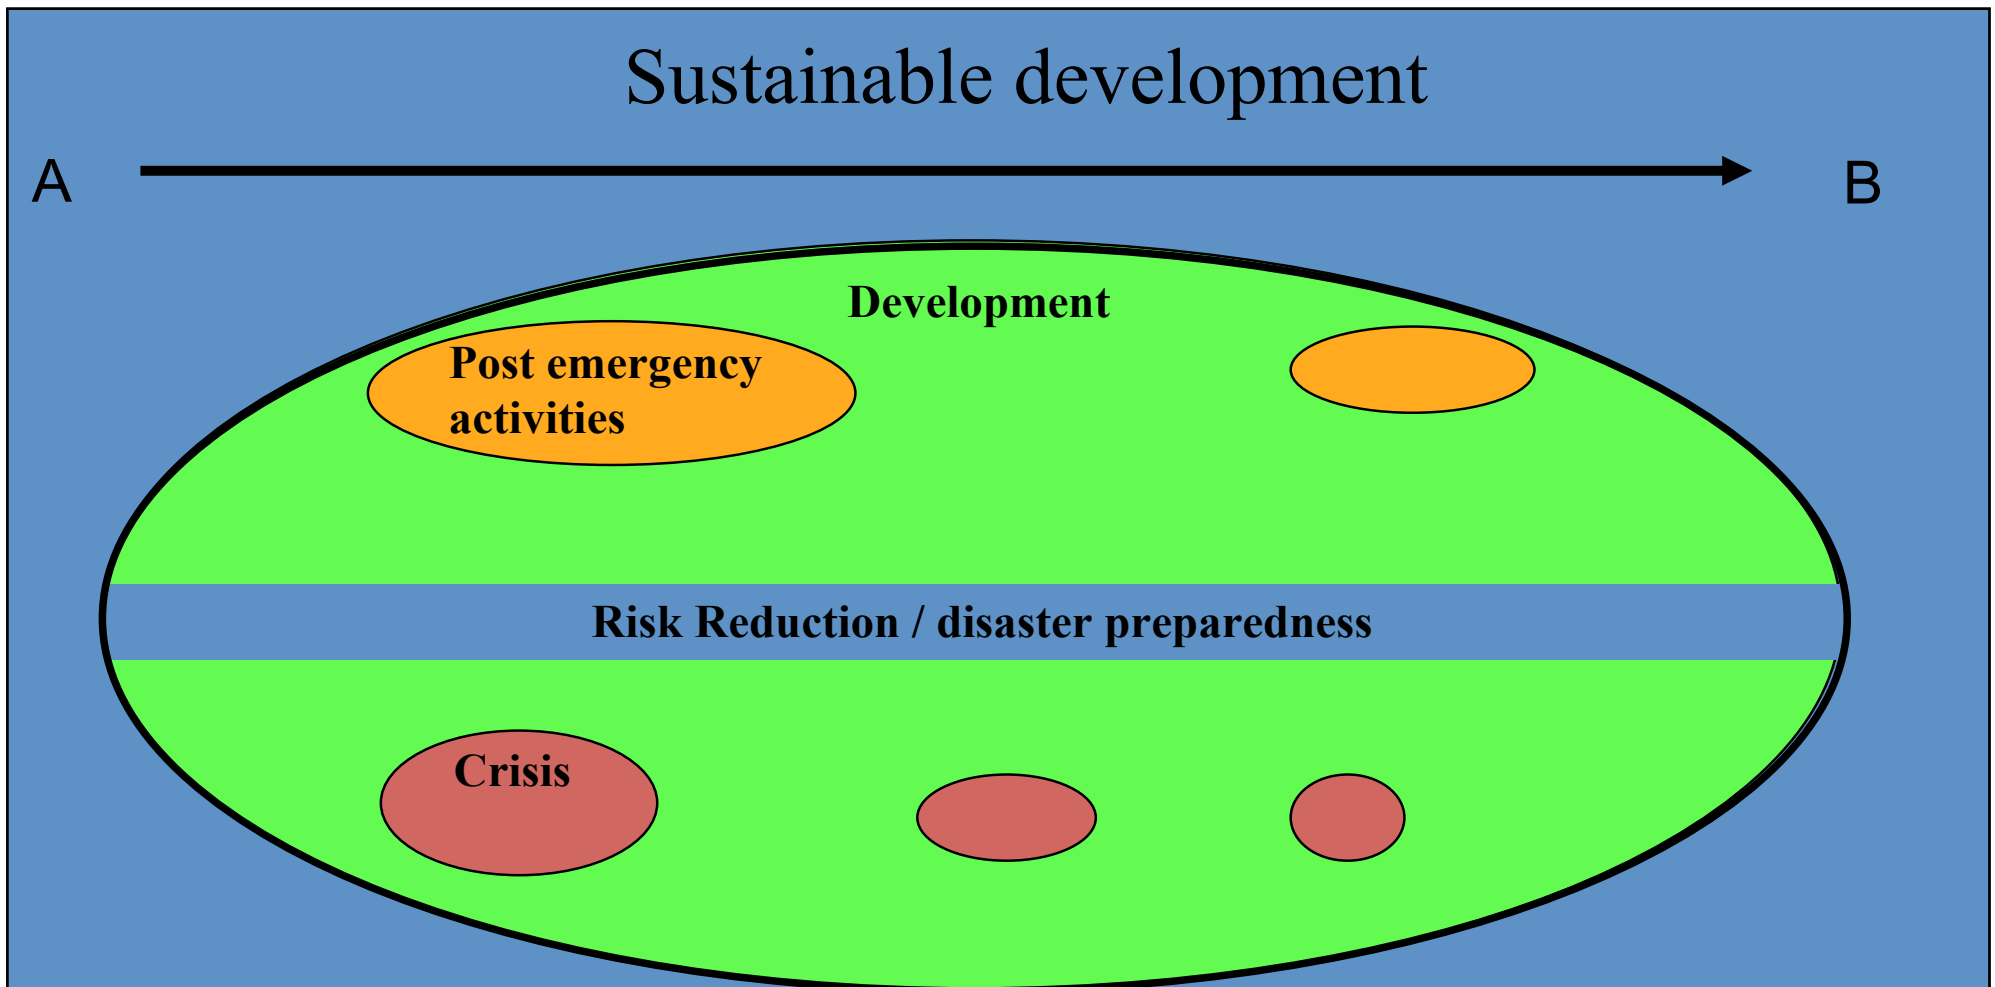 Sustainable development
A
B
Development
Post emergency
activities
Risk Reduction / disaster preparedness
Crisis